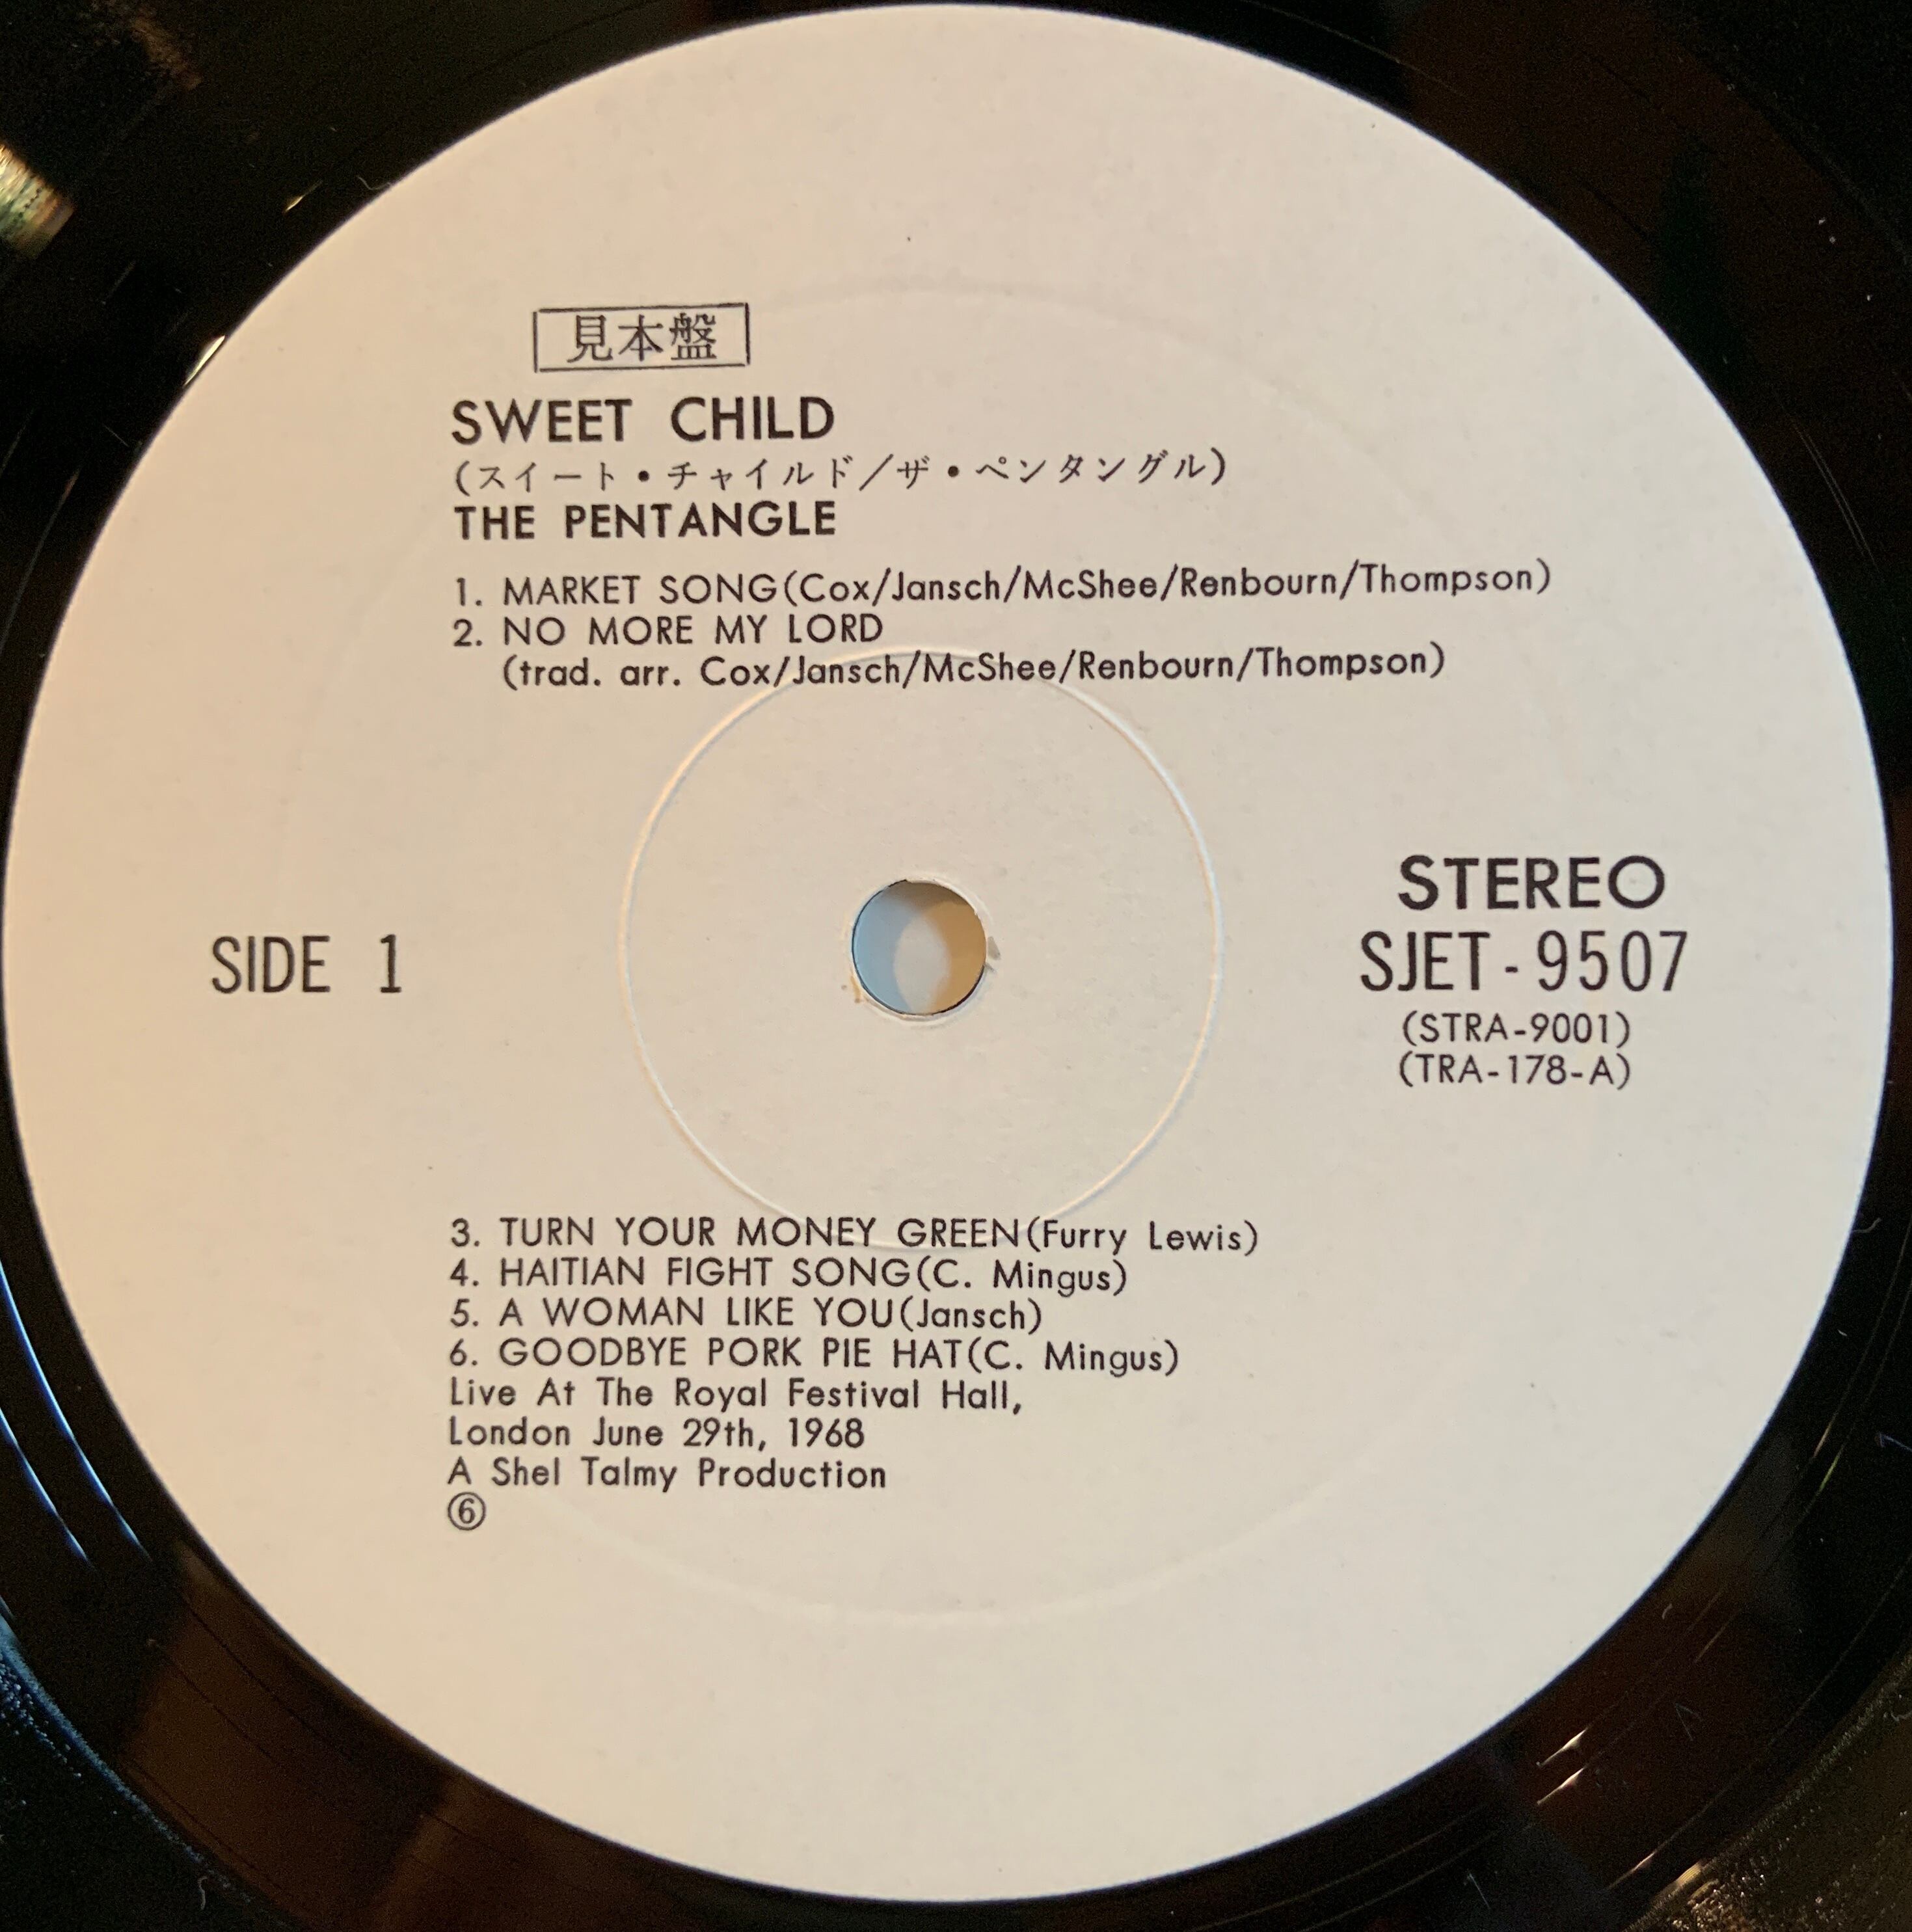 見本盤
SWEET CHILD
(スイート・チャイルド/ザ・ペンタングル)
THE PENTANGLE
1. MARKET SONG(Cox/Jansch/McShee/Renbourn/Thompson)
2. NO MORE MY LORD
(trad. arr. Cox/Jansch/McShee/Renbourn/Thompson)
SIDE 1
STEREO
SJET-9507
(STRA-9001)
(TRA-178-A)
3. TURN YOUR MONEY GREEN(Furry Lewis)
4. HAITIAN FIGHT SONG(C. Mingus)
5. A WOMAN LIKE YOU(Jansch)
6. GOODBYE PORK PIE HAT(C. Mingus)
Live At The Royal Festival Hall,
London June 29th, 1968
A Shel Talmy Production
⑥